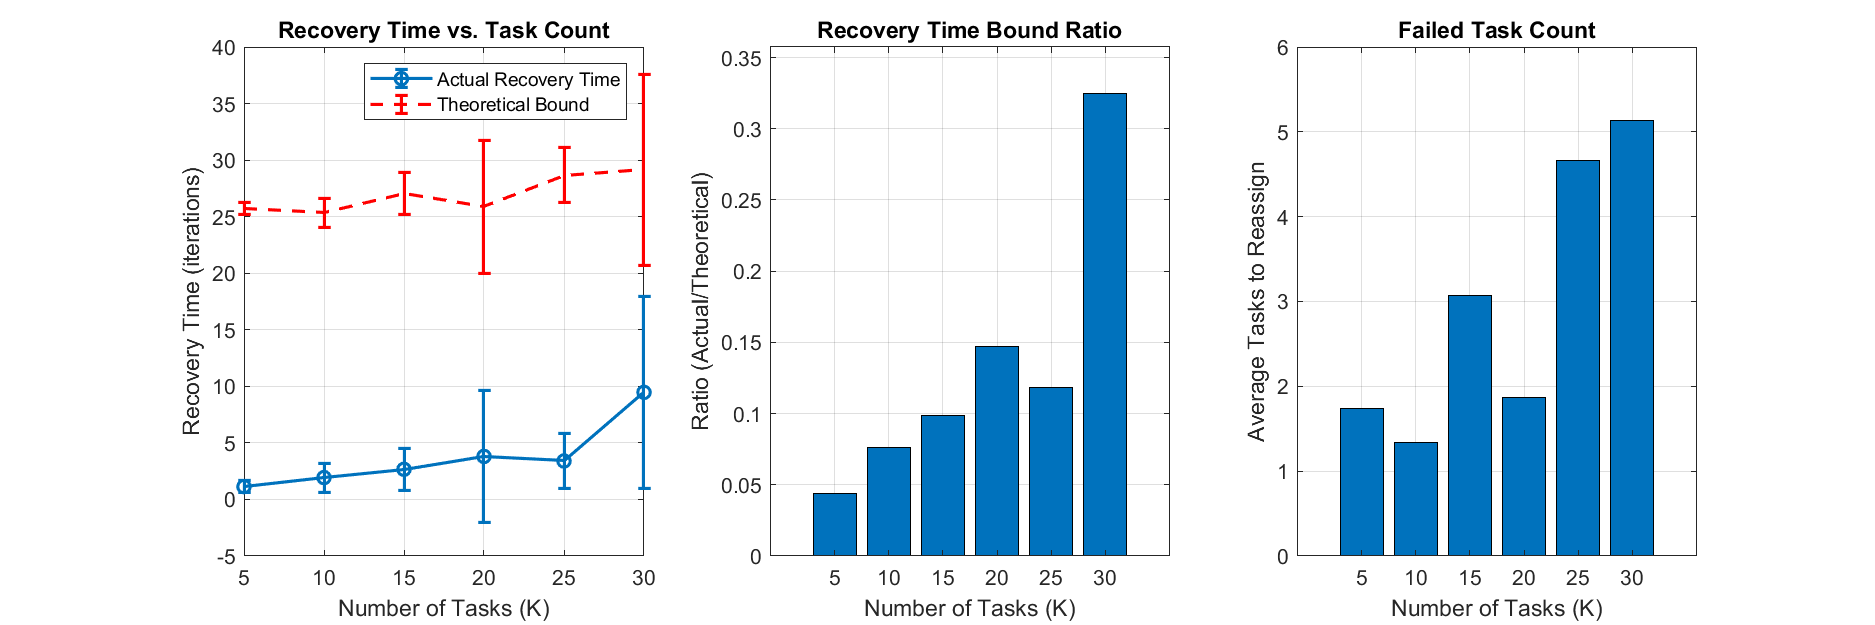 Recovery Time vs. Task Count
40
35
30
25
20
15
10
5
0
-5
5 10 15 20 25 30
Recovery Time (iterations)
Number of Tasks (K)
Actual Recovery Time
Theoretical Bound
Recovery Time Bound Ratio
0.35
0.3
0.25
0.2
0.15
0.1
0.05
0
5 10 15 20 25 30
Ratio (Actual/Theoretical)
Number of Tasks (K)
Failed Task Count
6
5
4
3
2
1
0
5 10 15 20 25 30
Average Tasks to Reassign
Number of Tasks (K)